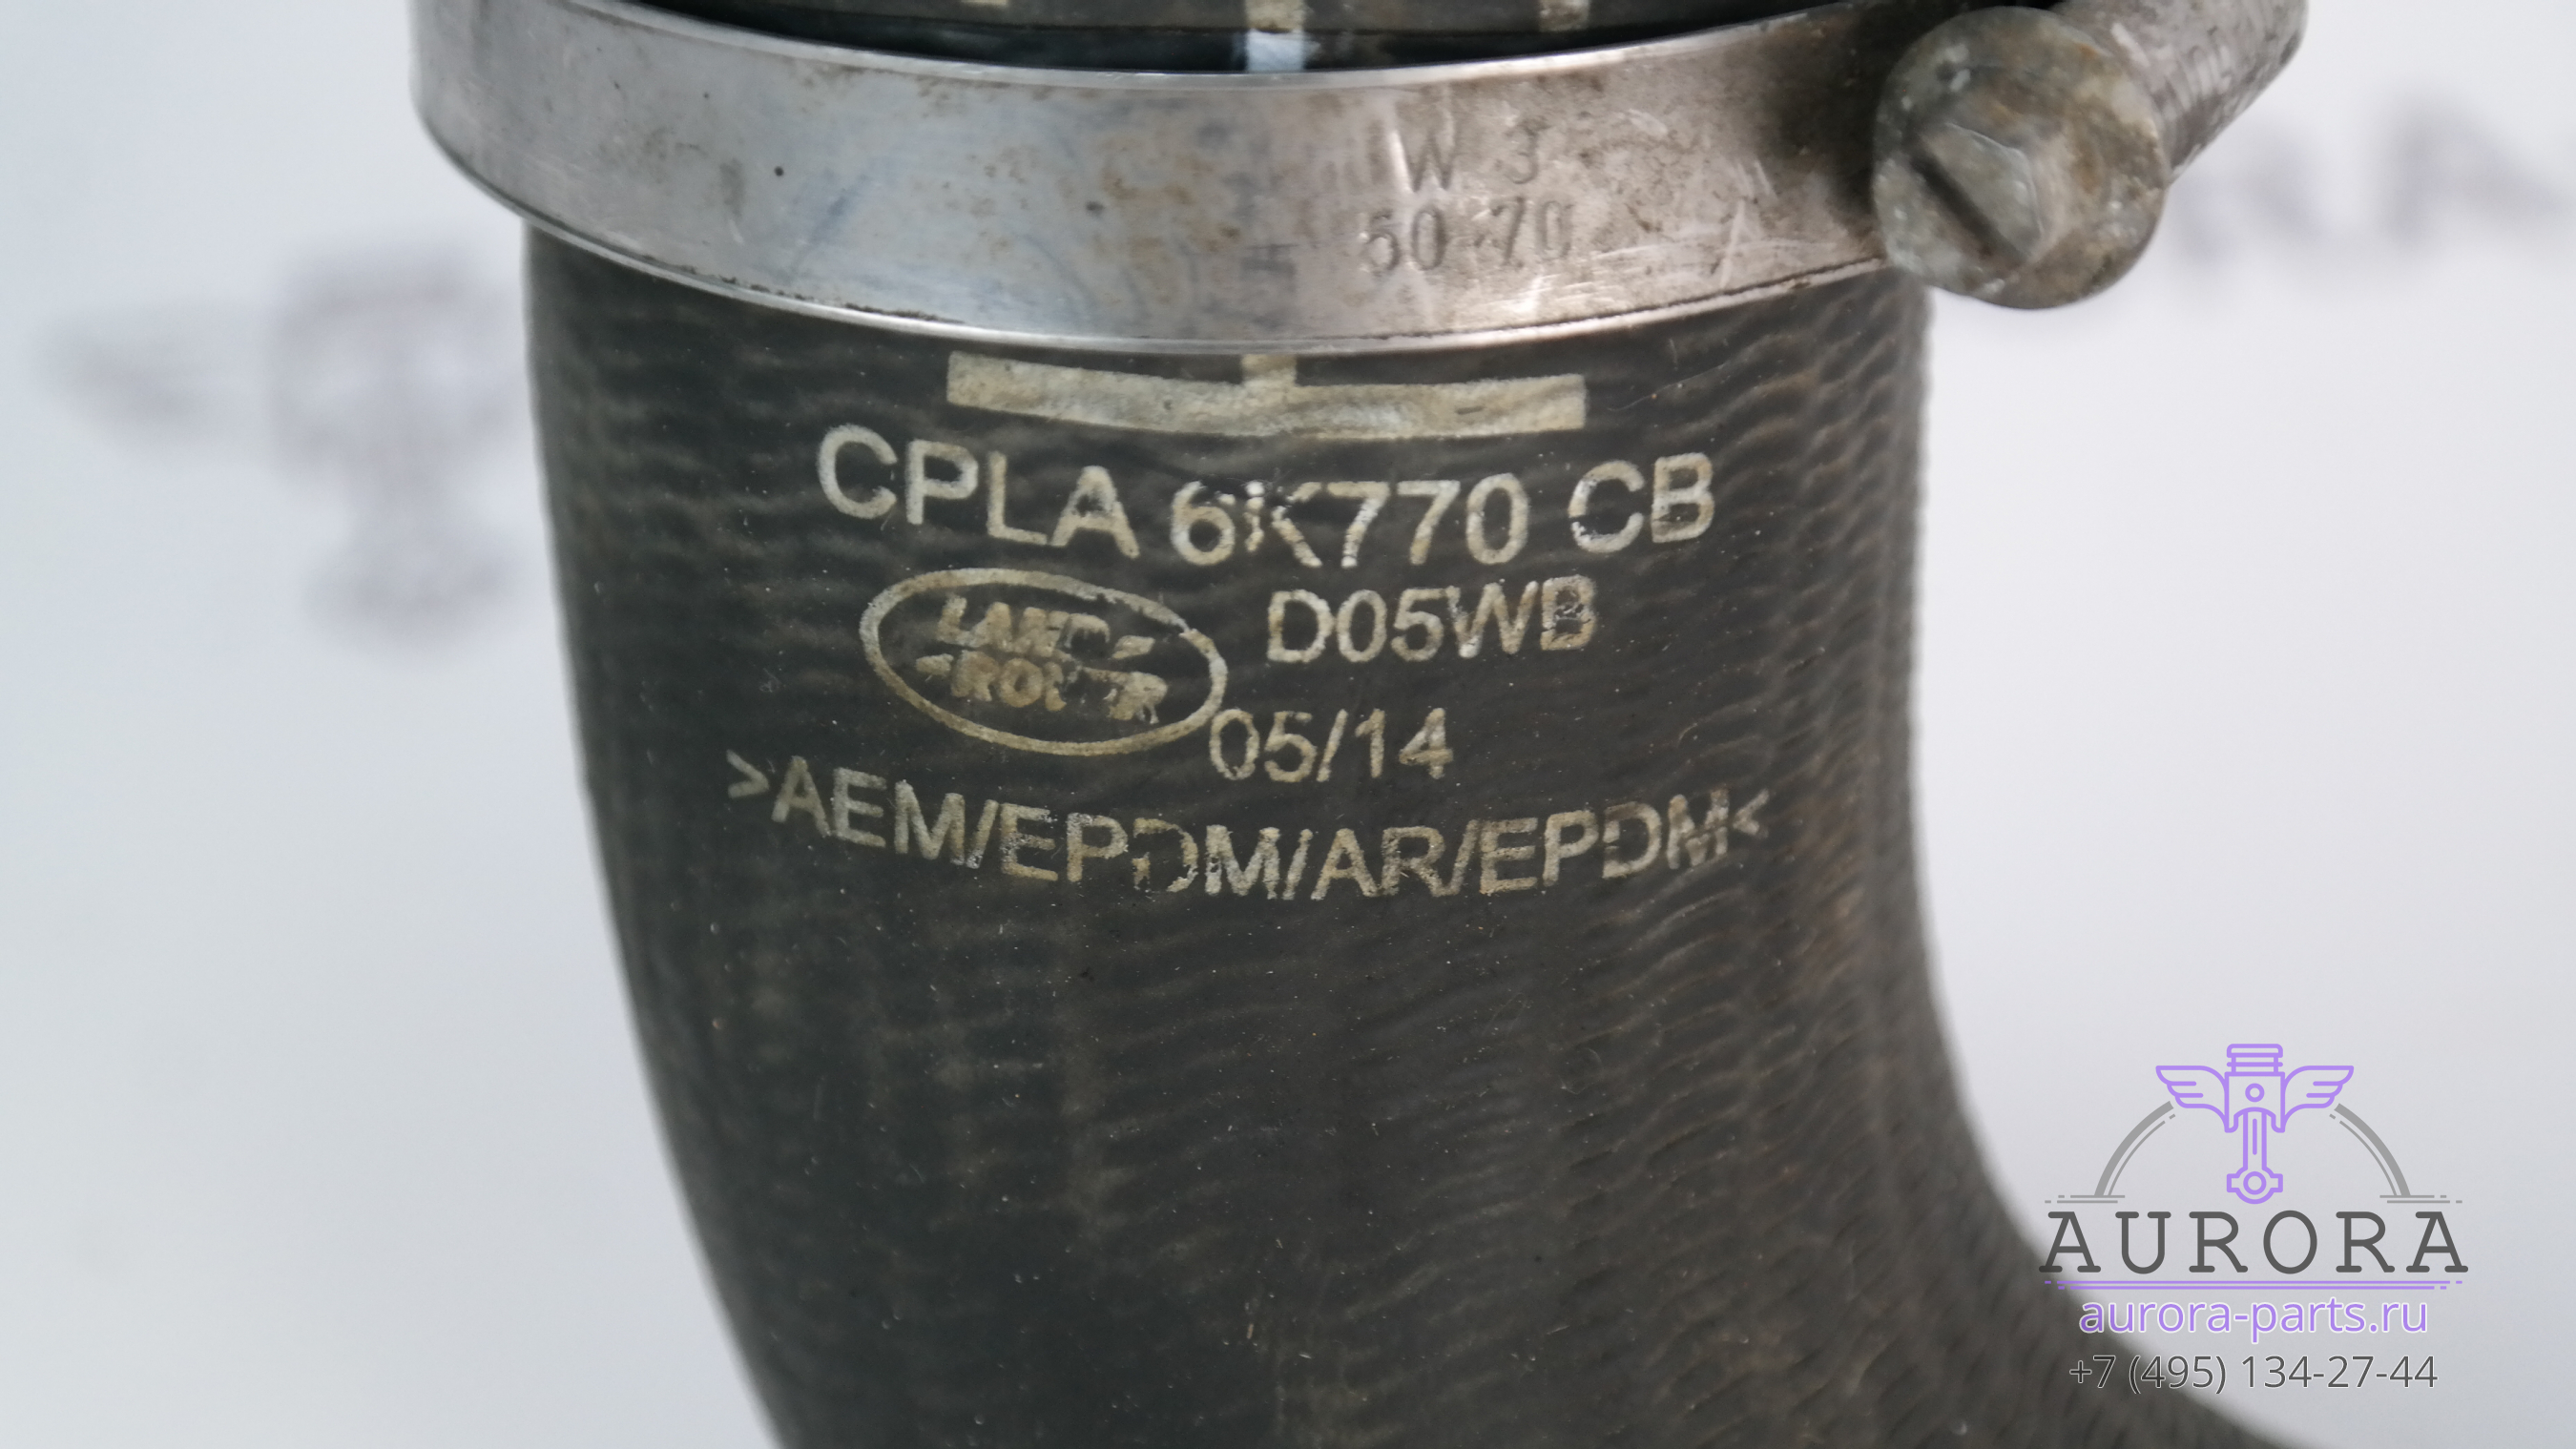 W 3
50-70
CPLA 6K770 CB
LAND
ROVER
D05WB
05/14
>AEM/EPDM/AR/EPDM<
AURORA
aurora-parts.ru
+7 (495) 134-27-44